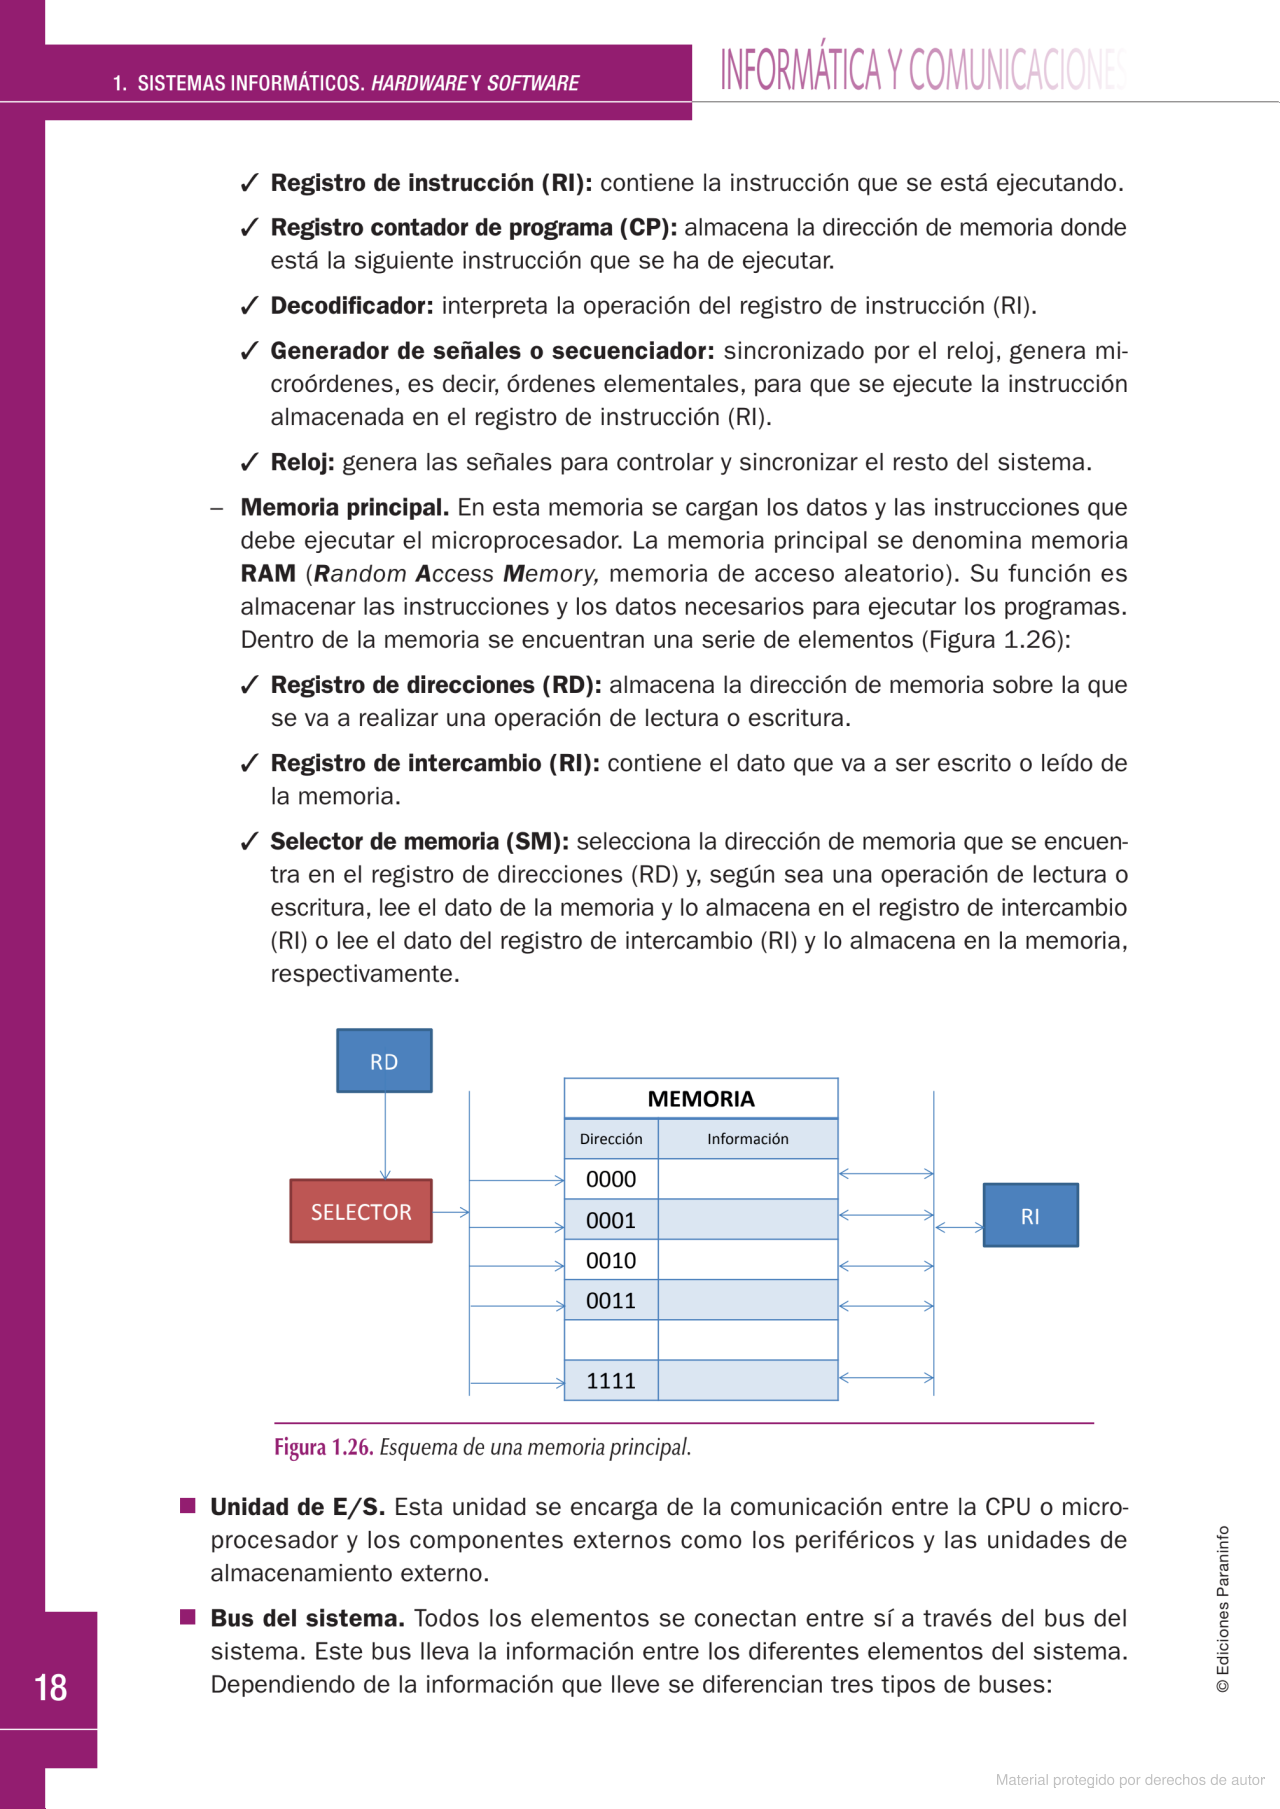 1. SISTEMAS INFORMÁTICOS. HARDWARE Y SOFTWARE
INFORMÁTICA Y COMUNICACIONES
✓ Registro de instrucción (RI): contiene la instrucción que se está ejecutando.
✓ Registro contador de programa (CP): almacena la dirección de memoria donde
está la siguiente instrucción que se ha de ejecutar.
✓ Decodificador: interpreta la operación del registro de instrucción (RI).
✓ Generador de señales o secuenciador: sincronizado por el reloj, genera mi-
croórdenes, es decir, órdenes elementales, para que se ejecute la instrucción
almacenada en el registro de instrucción (RI).
✓ Reloj: genera las señales para controlar y sincronizar el resto del sistema.
– Memoria principal. En esta memoria se cargan los datos y las instrucciones que
debe ejecutar el microprocesador. La memoria principal se denomina memoria
RAM (Random Access Memory, memoria de acceso aleatorio). Su función es
almacenar las instrucciones y los datos necesarios para ejecutar los programas.
Dentro de la memoria se encuentran una serie de elementos (Figura 1.26):
✓ Registro de direcciones (RD): almacena la dirección de memoria sobre la que
se va a realizar una operación de lectura o escritura.
✓ Registro de intercambio (RI): contiene el dato que va a ser escrito o leído de
la memoria.
✓ Selector de memoria (SM): selecciona la dirección de memoria que se encuen-
tra en el registro de direcciones (RD) y, según sea una operación de lectura o
escritura, lee el dato de la memoria y lo almacena en el registro de intercambio
(RI) o lee el dato del registro de intercambio (RI) y lo almacena en la memoria,
respectivamente.
RD
SELECTOR
MEMORIA
Dirección Información
0000
0001
0010
0011
1111
RI
Figura 1.26. Esquema de una memoria principal.
■ Unidad de E/S. Esta unidad se encarga de la comunicación entre la CPU o micro-
procesador y los componentes externos como los periféricos y las unidades de
almacenamiento externo.
■ Bus del sistema. Todos los elementos se conectan entre sí a través del bus del
sistema. Este bus lleva la información entre los diferentes elementos del sistema.
Dependiendo de la información que lleve se diferencian tres tipos de buses:
© Ediciones Paraninfo
18
Material protegido por derechos de autor